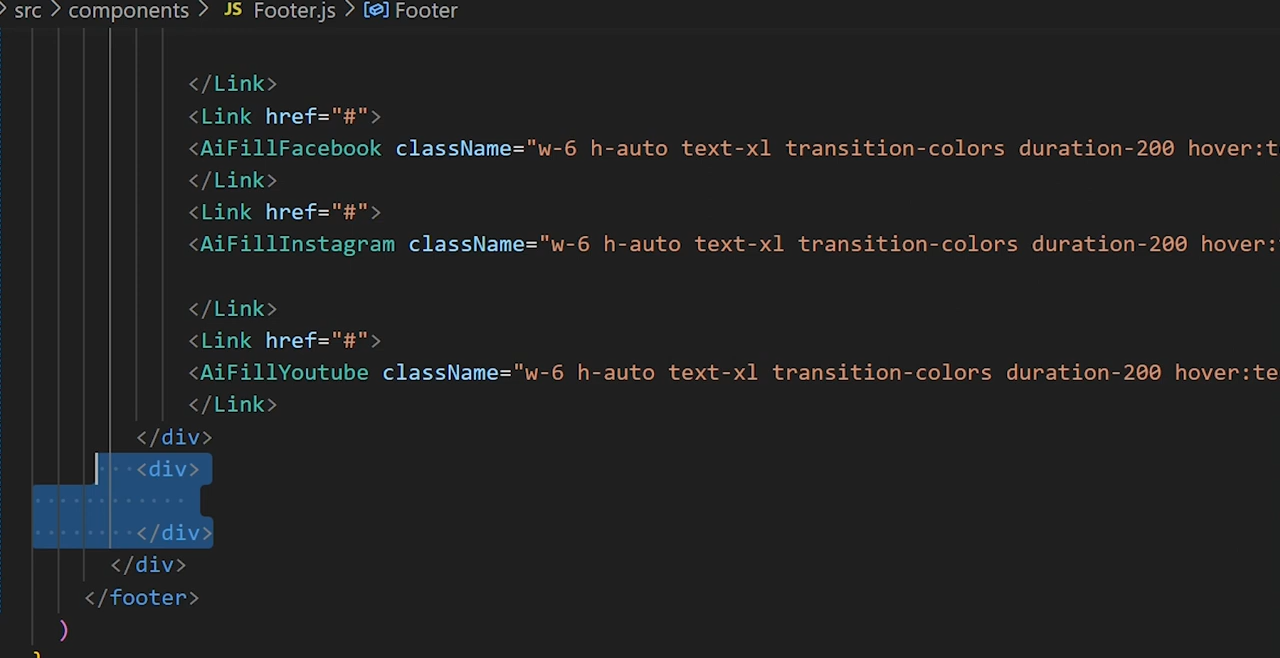 src > components > JS Footer.js > Footer
</Link>
<Link href="#">
<AiFillFacebook className="w-6 h-auto text-xl transition-colors duration-200 hover:t
</Link>
<Link href="#">
<AiFillInstagram className="w-6 h-auto text-xl transition-colors duration-200 hover:
</Link>
<Link href="#">
<AiFillYoutube className="w-6 h-auto text-xl transition-colors duration-200 hover:te
</Link>
</div>
<div>
</div>
</div>
</footer>
)